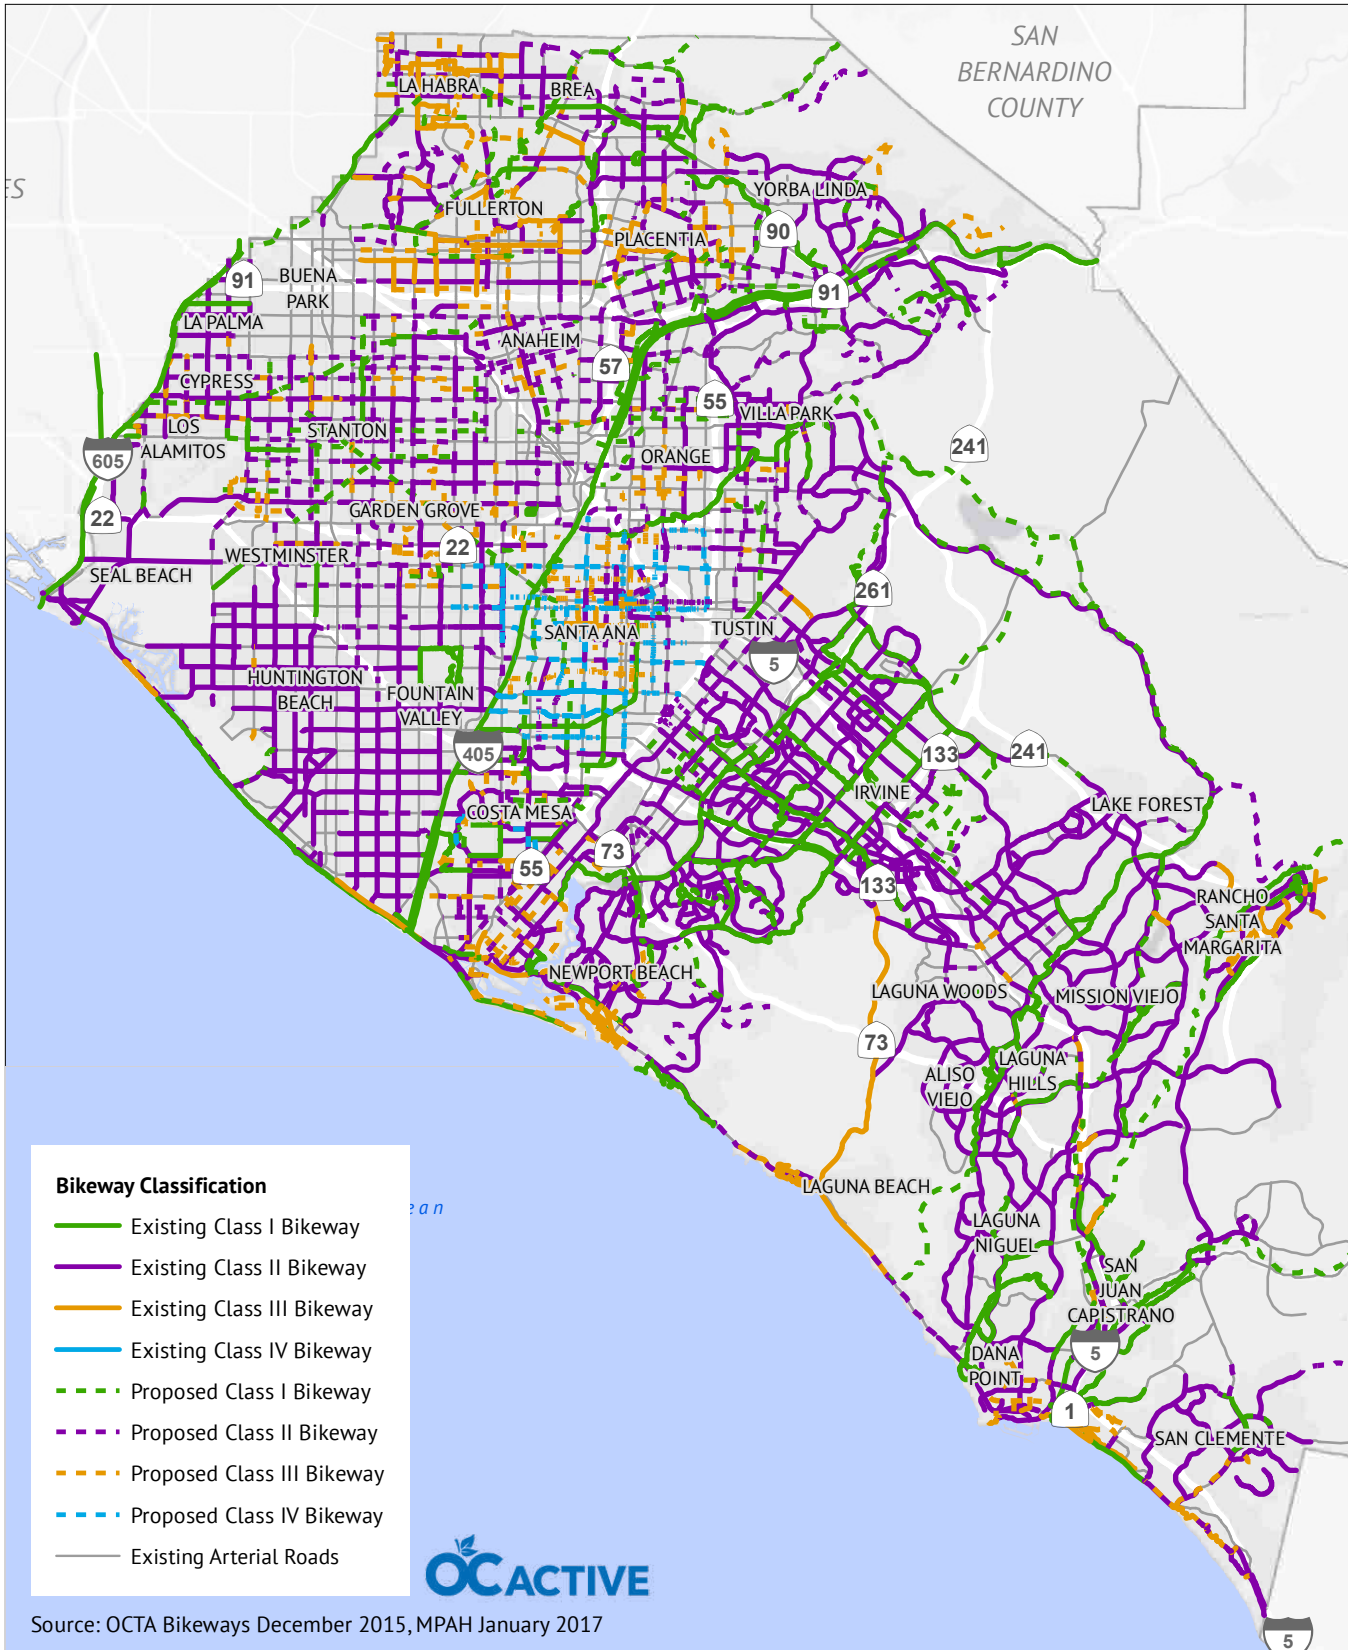 SAN
BERNARDINO
COUNTY
ES
LA HABRA
BREA
YORBA LINDA
FULLERTON
PLACENTIA
90
91
BUENA
PARK
91
LA PALMA
ANAHEIM
57
CYPRESS
55
VILLA PARK
LOS
ALAMITOS
STANTON
ORANGE
241
605
22
GARDEN GROVE
WESTMINSTER
22
SEAL BEACH
261
SANTA ANA
TUSTIN
5
HUNTINGTON
BEACH
FOUNTAIN
VALLEY
405
133
241
IRVINE
LAKE FOREST
COSTA MESA
73
55
133
RANCHO
SANTA
MARGARITA
NEWPORT BEACH
LAGUNA WOODS
MISSION VIEJO
73
LAGUNA
HILLS
ALISO
VIEJO
LAGUNA BEACH
LAGUNA
NIGUEL
SAN
JUAN
CAPISTRANO
5
DANA
POINT
1
SAN CLEMENTE
5
ean
Bikeway Classification
Existing Class I Bikeway
Existing Class II Bikeway
Existing Class III Bikeway
Existing Class IV Bikeway
Proposed Class I Bikeway
Proposed Class II Bikeway
Proposed Class III Bikeway
Proposed Class IV Bikeway
Existing Arterial Roads
OC ACTIVE
Source: OCTA Bikeways December 2015, MPAH January 2017